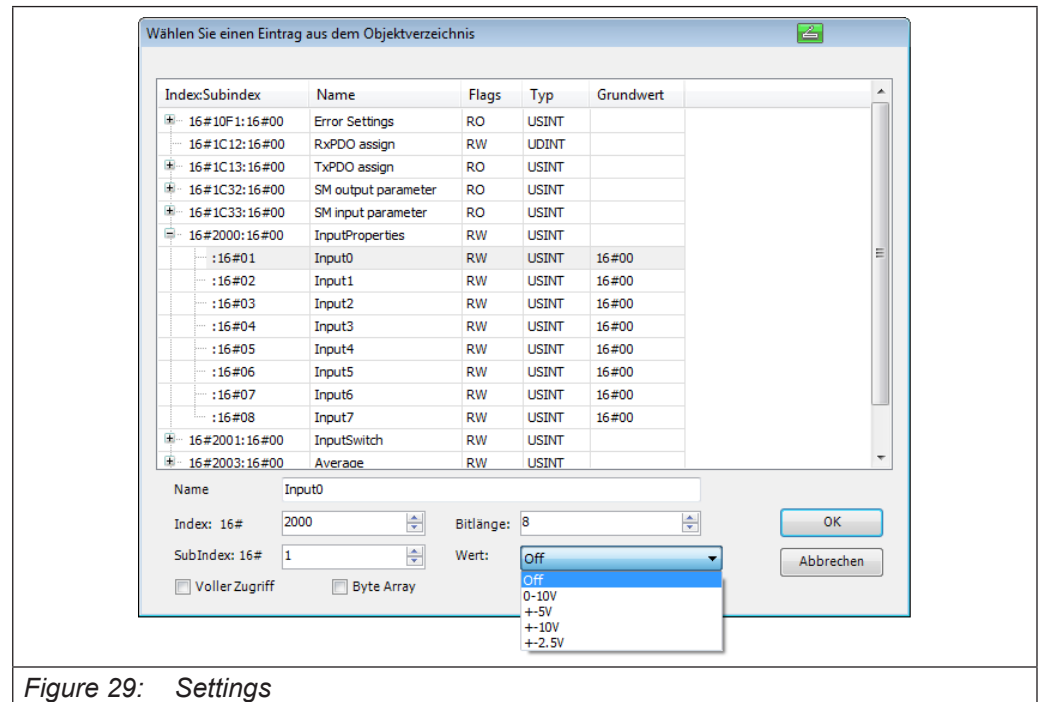 Wählen Sie einen Eintrag aus dem Objektverzeichnis
Index:Subindex Name Flags Typ Grundwert
16#10F1:16#00 Error Settings RO USINT
16#1C12:16#00 RxPDO assign RW UDINT
16#1C13:16#00 TxPDO assign RO USINT
16#1C32:16#00 SM output parameter RO USINT
16#1C33:16#00 SM input parameter RO USINT
16#2000:16#00 InputProperties RW USINT
:16#01 Input0 RW USINT 16#00
:16#02 Input1 RW USINT 16#00
:16#03 Input2 RW USINT 16#00
:16#04 Input3 RW USINT 16#00
:16#05 Input4 RW USINT 16#00
:16#06 Input5 RW USINT 16#00
:16#07 Input6 RW USINT 16#00
:16#08 Input7 RW USINT 16#00
16#2001:16#00 InputSwitch RW USINT
16#2003:16#00 Average RW USINT
Name Input0
Index: 16# 2000 Bitlänge: 8 OK
SubIndex: 16# 1 Wert: Off Abbrechen
Voller Zugriff Byte Array Off
0-10V
+-5V
+-10V
+-2.5V
Figure 29: Settings